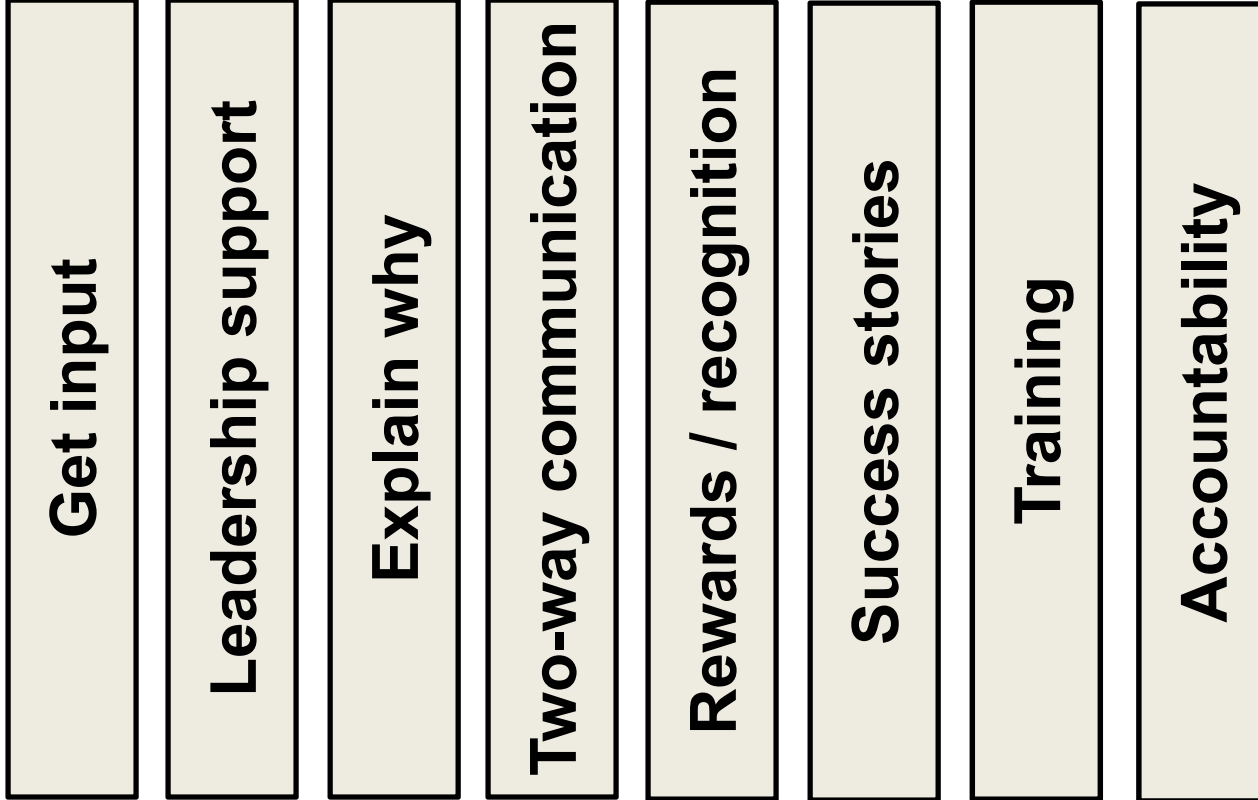 Get input
Leadership support
Explain why
Two-way communication
Rewards / recognition
Success stories
Training
Accountability